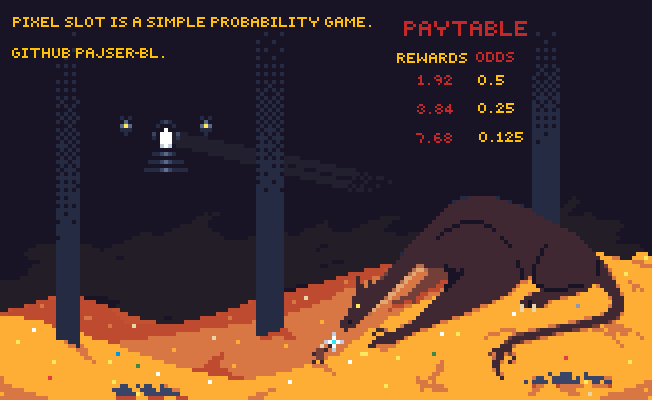 PIXEL SLOT IS A SIMPLE PROBABILITY GAME.
GITHUB PAJSER-BL.
PAYTABLE
REWARDS ODDS
1.92 0.5
3.84 0.25
7.68 0.125